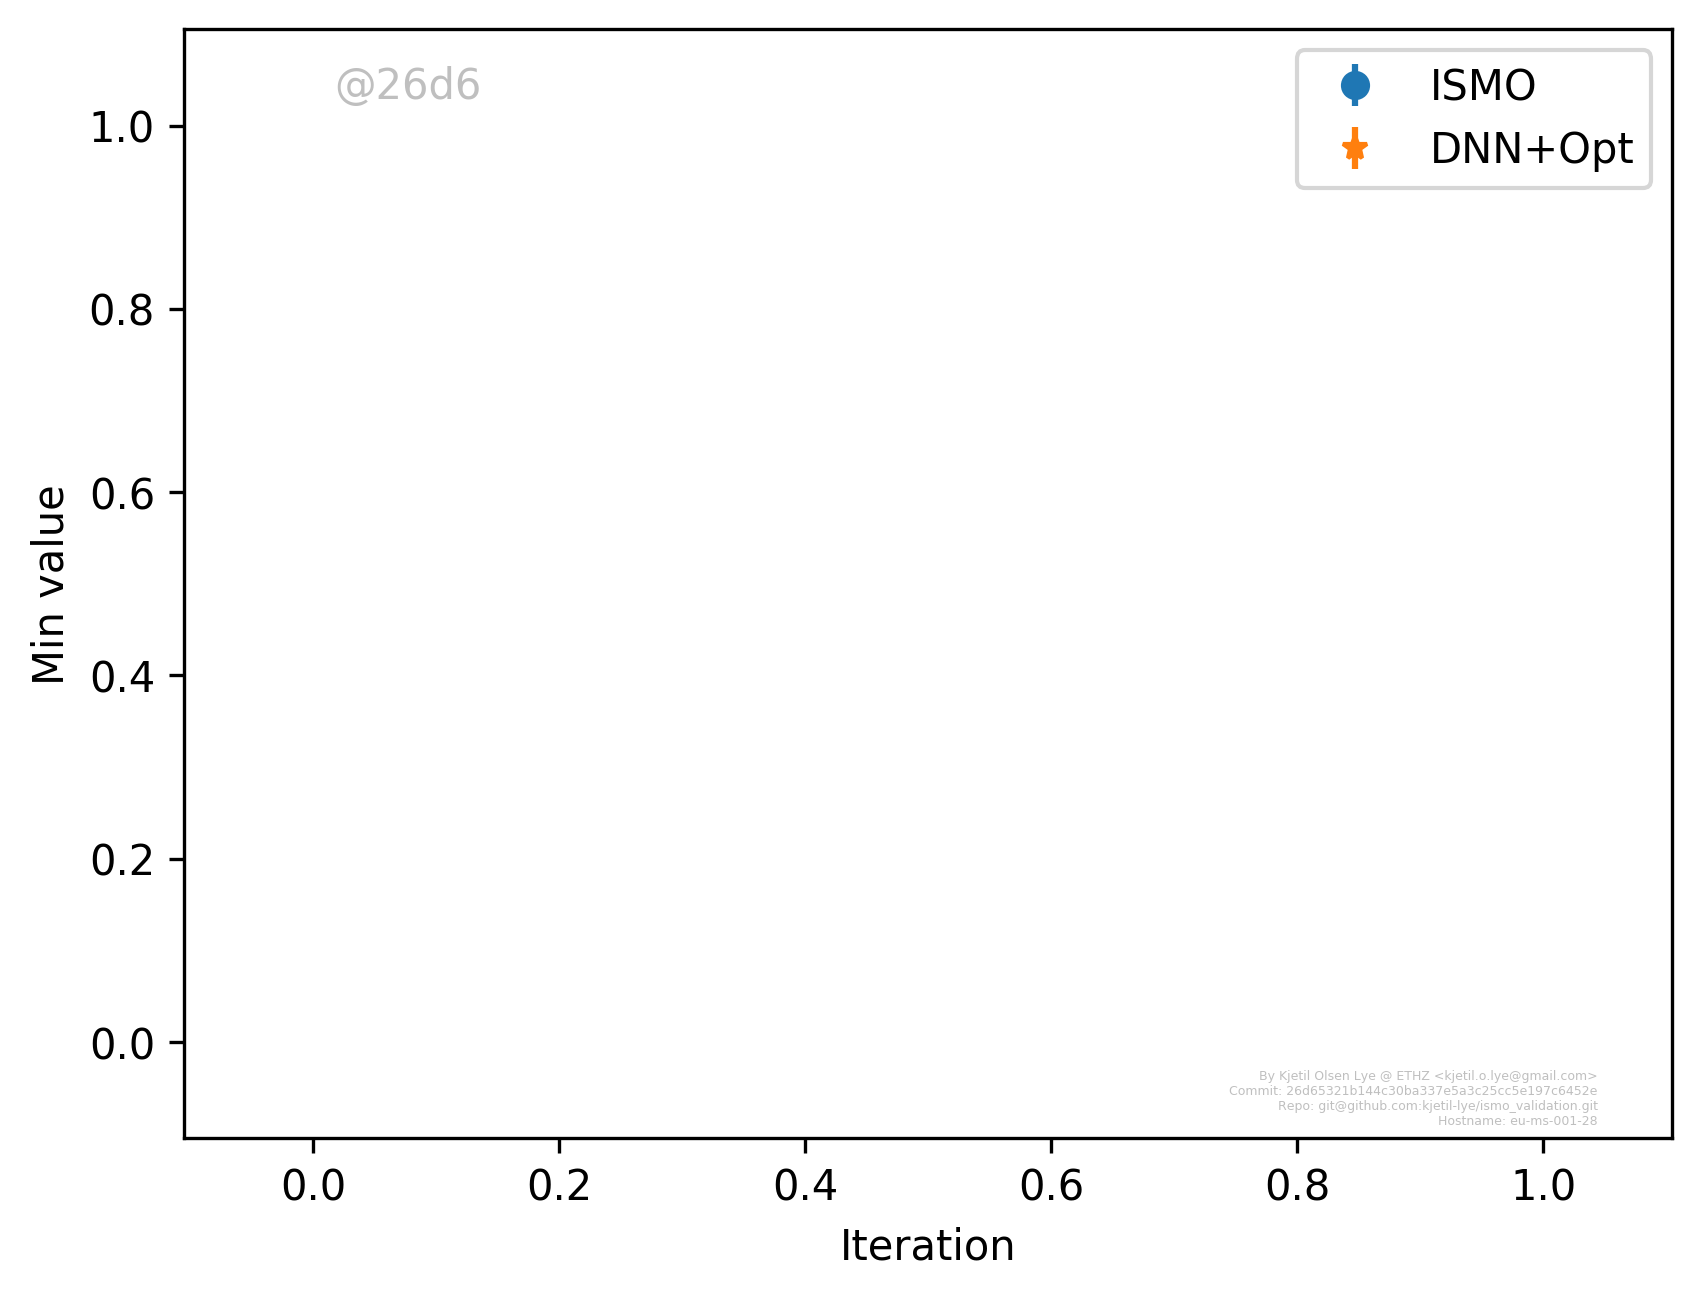 @26d6
ISMO
DNN+Opt
1.0
0.8
0.6
0.4
0.2
0.0
Min value
By Kjetil Olsen Lye @ ETHZ <kjetil.o.lye@gmail.com>
Commit: 26d65321b144c30ba337e5a3c25cc5e197c6452e
Repo: git@github.com:kjetil-lye/ismo_validation.git
Hostname: eu-ms-001-28
0.0 0.2 0.4 0.6 0.8 1.0
Iteration